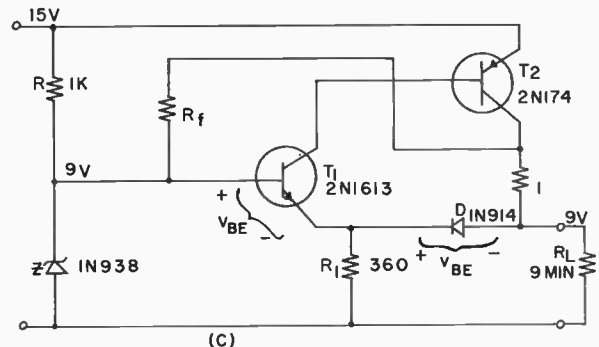 15V
R 1K
Rf
T2
2N174
9V
T1
2N1613
+
VBE
-
1
D 1N914
9V
+ VBE -
Z 1N938
R1 360
RL
9 MIN
(C)